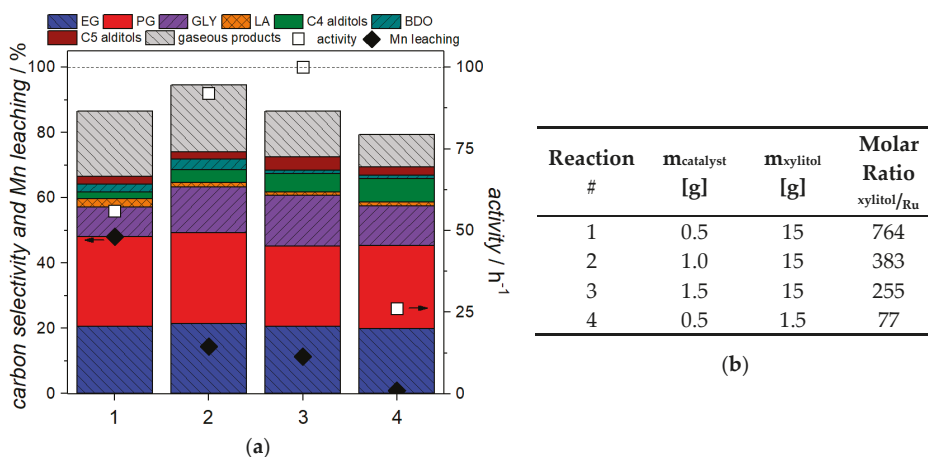 EG PG GLY LA C4 alditols BDO
C5 alditols gaseous products activity Mn leaching
carbon selectivity and Mn leaching / %
100
80
60
40
20
0
1 2 3 4
100
75
50
25
0
activity / h⁻¹
(a)
Reaction # mcatalyst [g] mxylitol [g] Molar Ratio xylitol/Ru
1 0.5 15 764
2 1.0 15 383
3 1.5 15 255
4 0.5 1.5 77
(b)